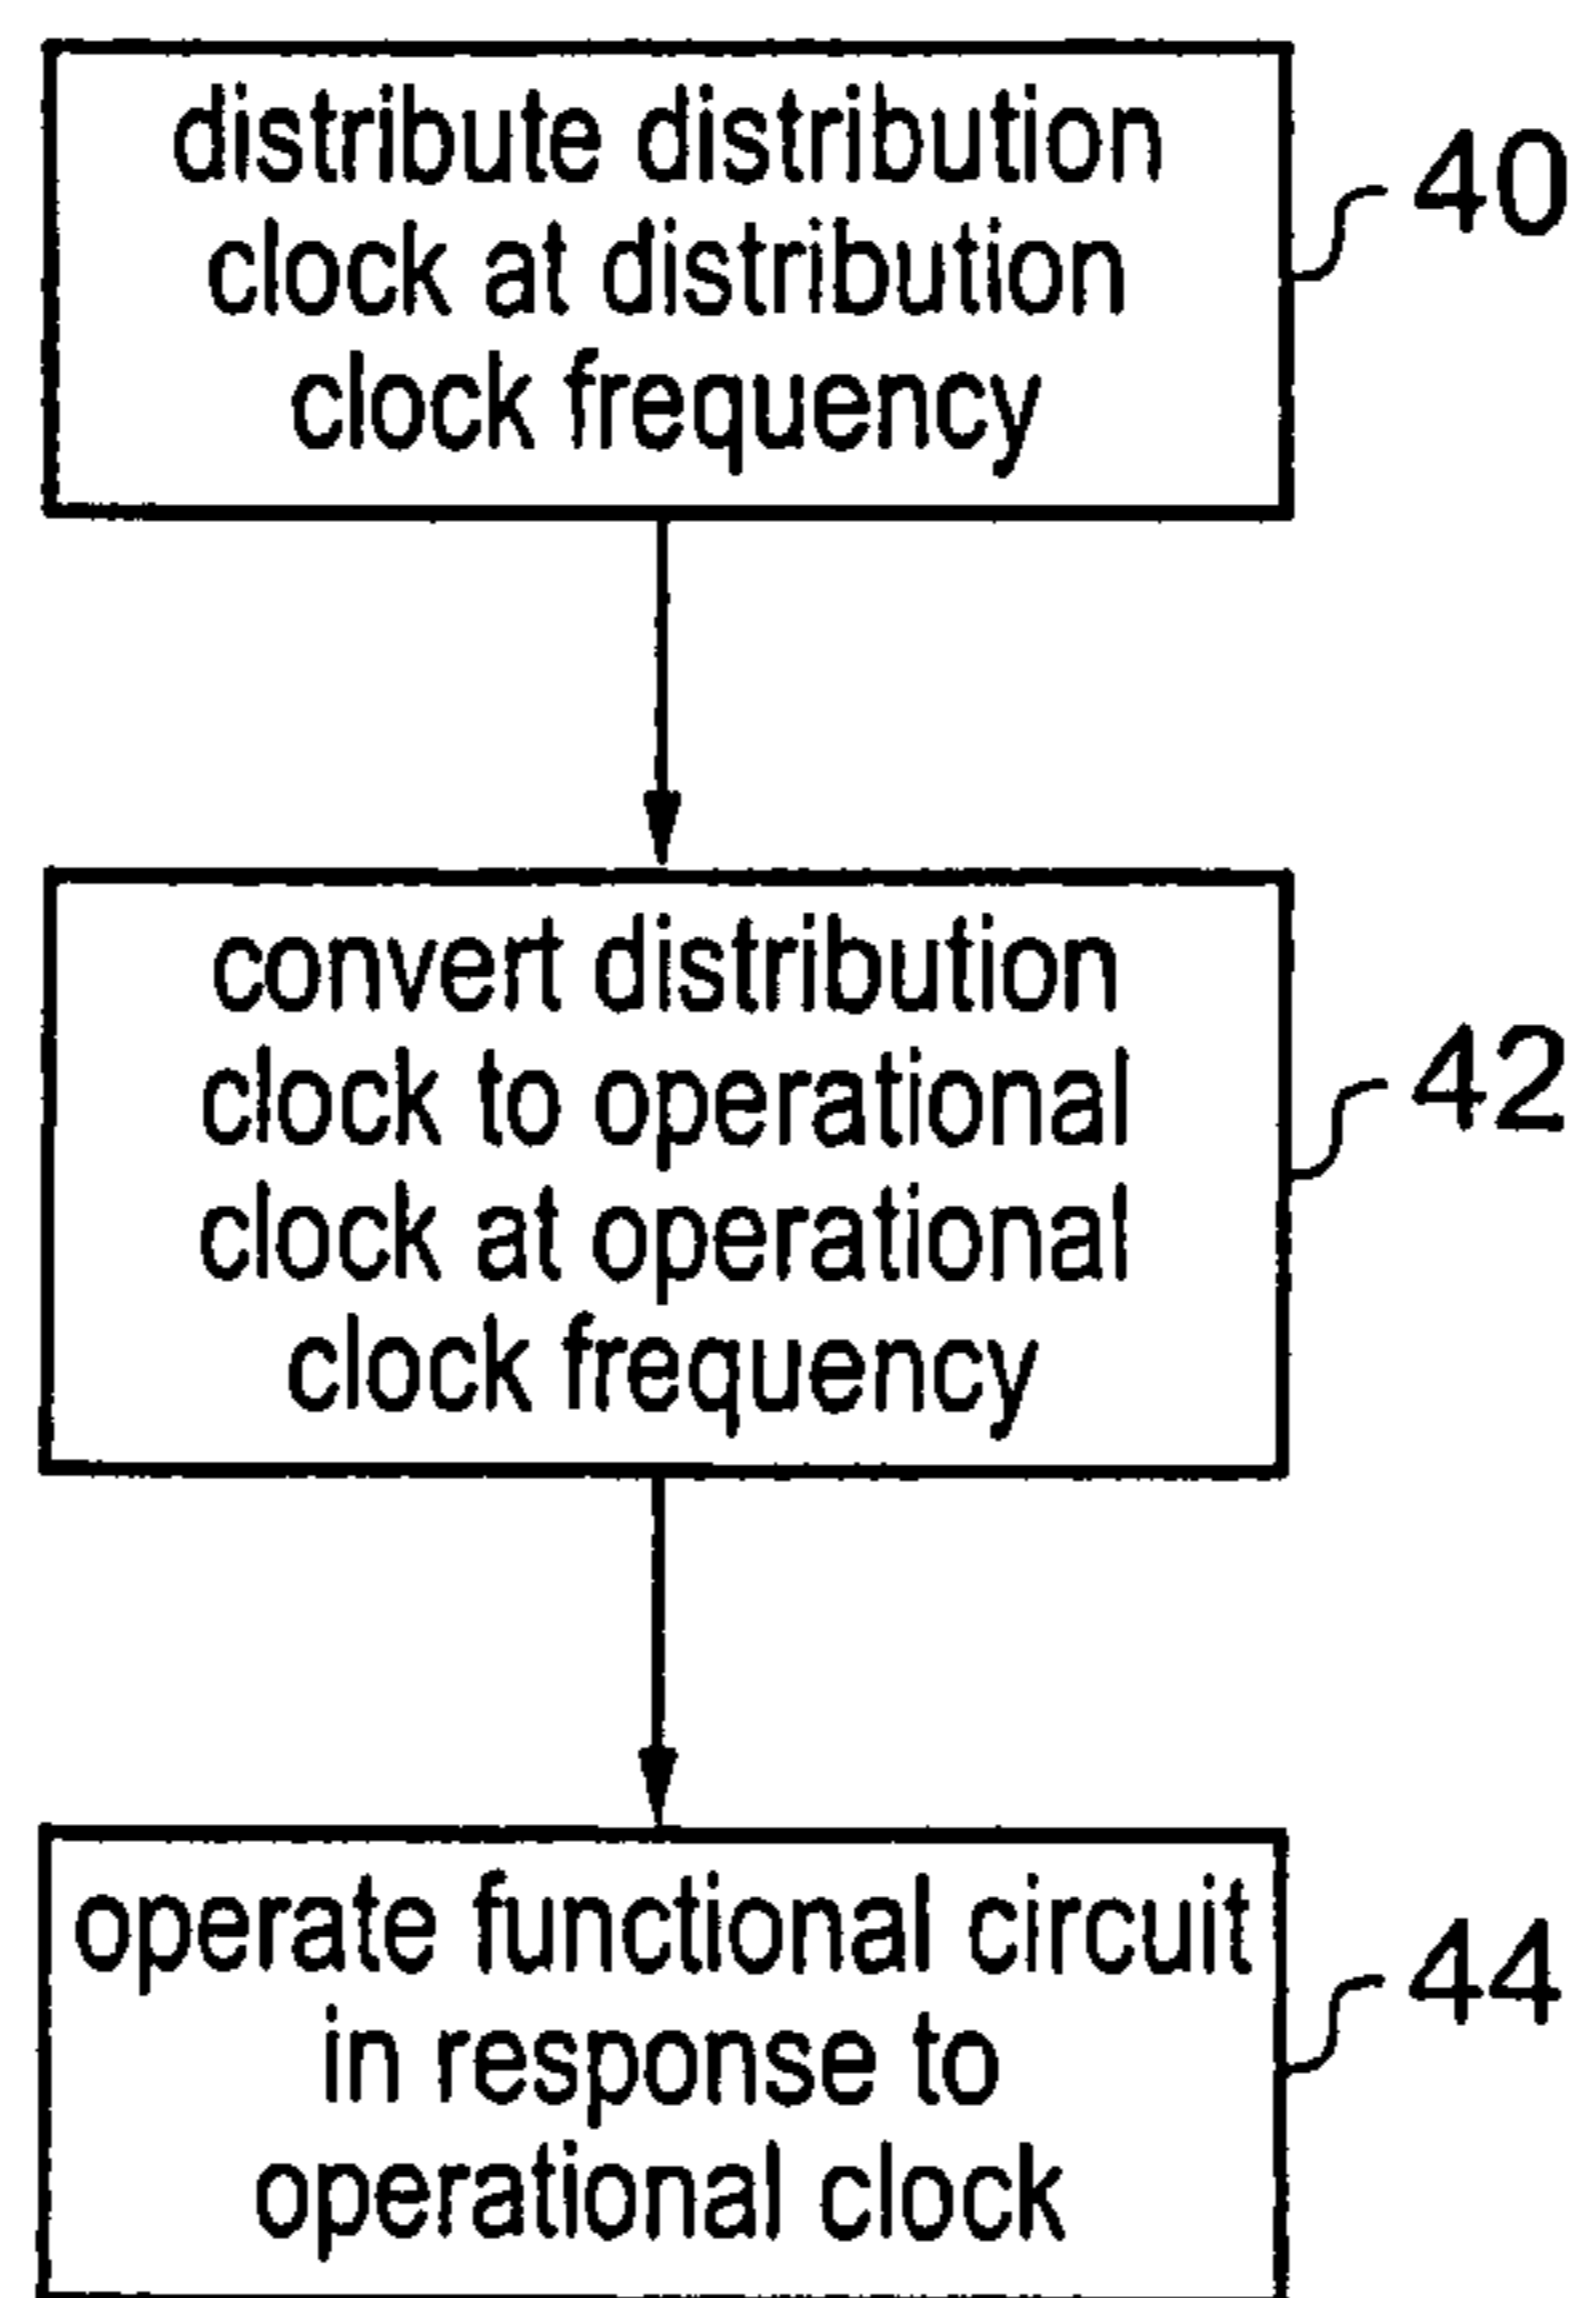 distribute distribution
clock at distribution
clock frequency
40
convert distribution
clock to operational
clock at operational
clock frequency
42
operate functional circuit
in response to
operational clock
44